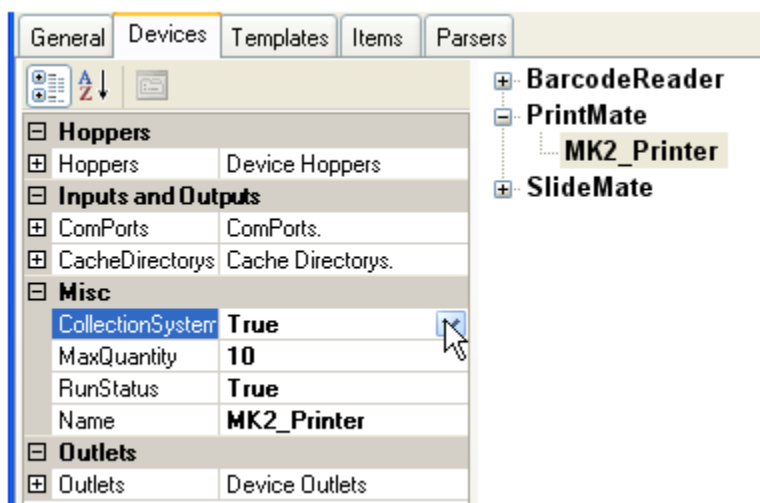 General Devices Templates Items Parsers
A Z
Hoppers
Hoppers Device Hoppers
Inputs and Outputs
ComPorts ComPorts.
CacheDirectorys Cache Directorys.
Misc
CollectionSystem True
MaxQuantity 10
RunStatus True
Name MK2_Printer
Outlets
Outlets Device Outlets
BarcodeReader
PrintMate
MK2_Printer
SlideMate